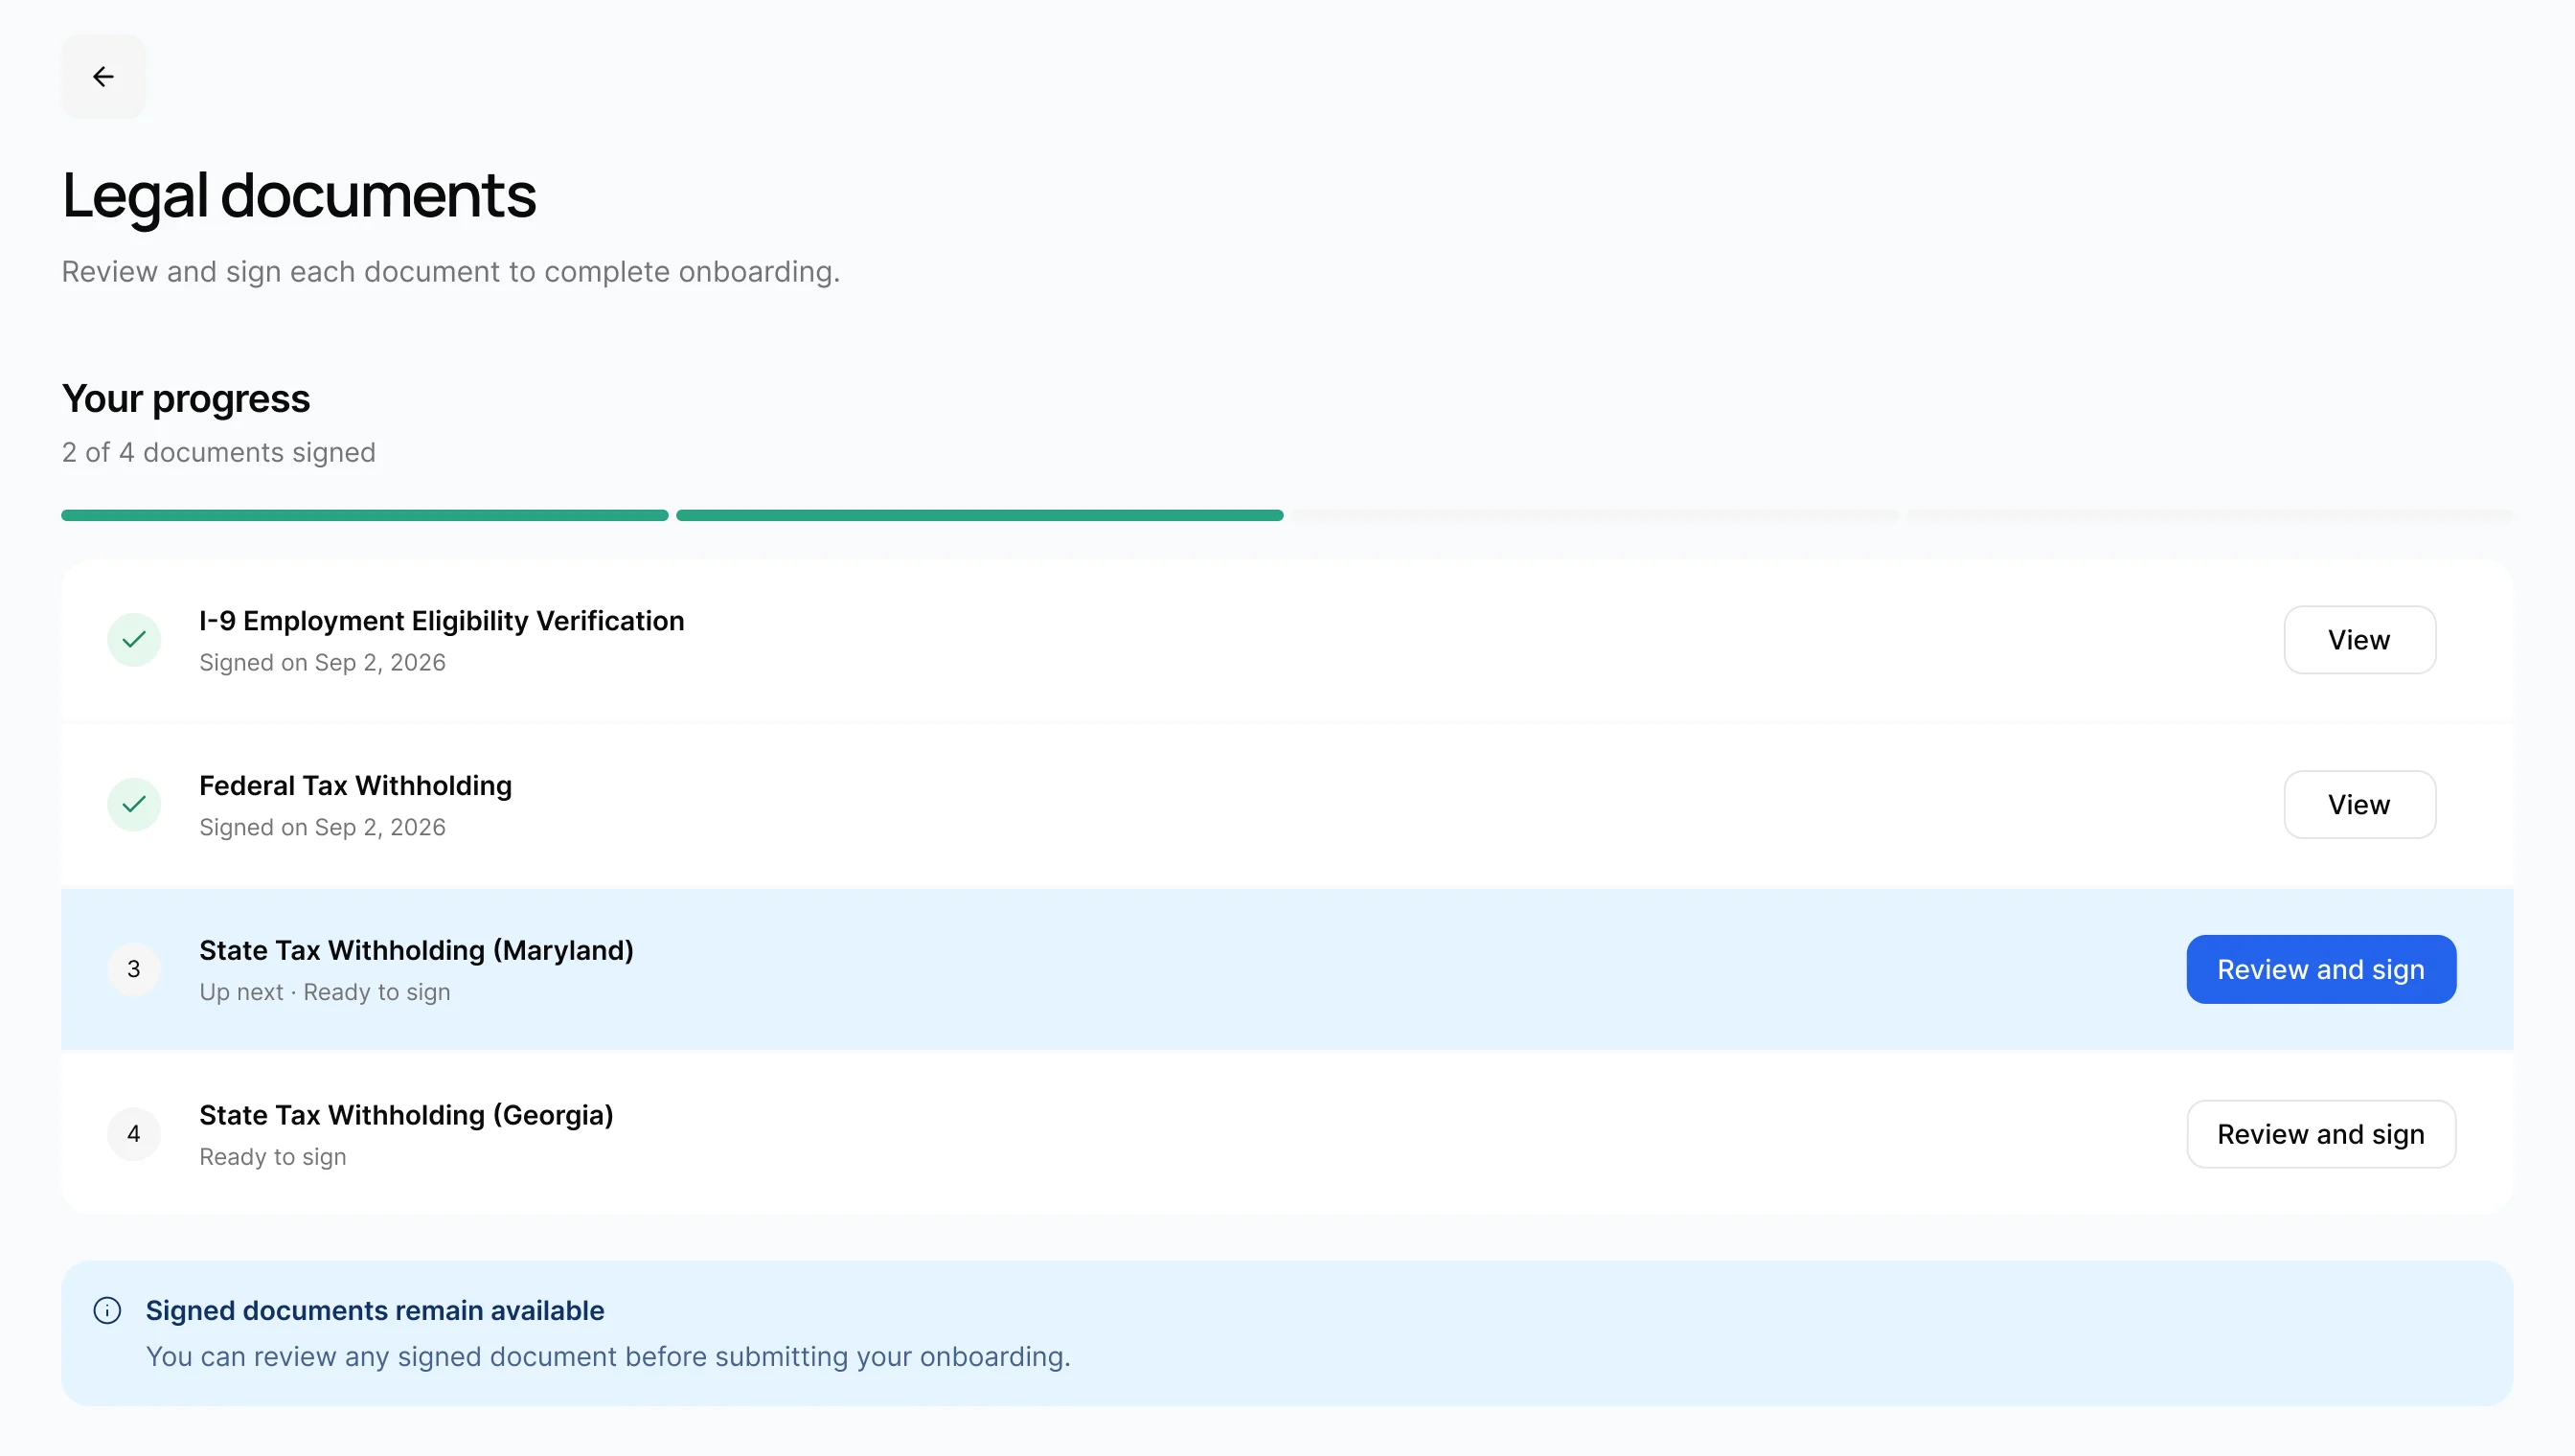 Legal documents
Review and sign each document to complete onboarding.
Your progress
2 of 4 documents signed
I-9 Employment Eligibility Verification
Signed on Sep 2, 2026
View
Federal Tax Withholding
Signed on Sep 2, 2026
View
3
State Tax Withholding (Maryland)
Up next · Ready to sign
Review and sign
4
State Tax Withholding (Georgia)
Ready to sign
Review and sign
Signed documents remain available
You can review any signed document before submitting your onboarding.